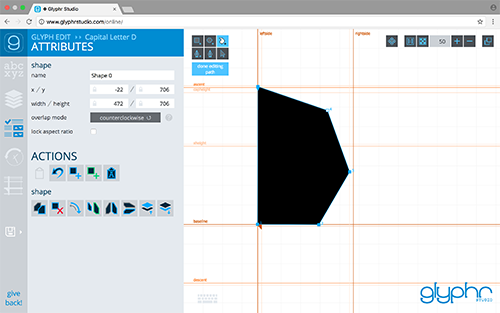 Glyphr Studio
www.glyphrstudio.com/online/
GLYPH EDIT ›› Capital Letter D
ATTRIBUTES
shape
name Shape 0
x / y -22 / 706
width / height 472 / 706
overlap mode counterclockwise
lock aspect ratio
ACTIONS
shape
give
back!
done editing
path
leftside
rightside
50
ascent
xheight
baseline
descent
glyphr
STUDIO